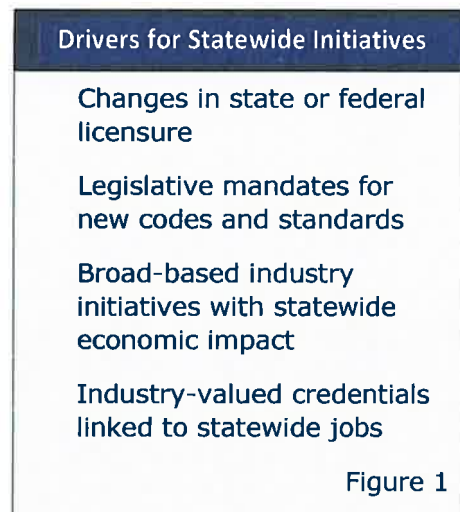 Drivers for Statewide Initiatives
Changes in state or federal
licensure
Legislative mandates for
new codes and standards
Broad-based industry
initiatives with statewide
economic impact
Industry-valued credentials
linked to statewide jobs
Figure 1